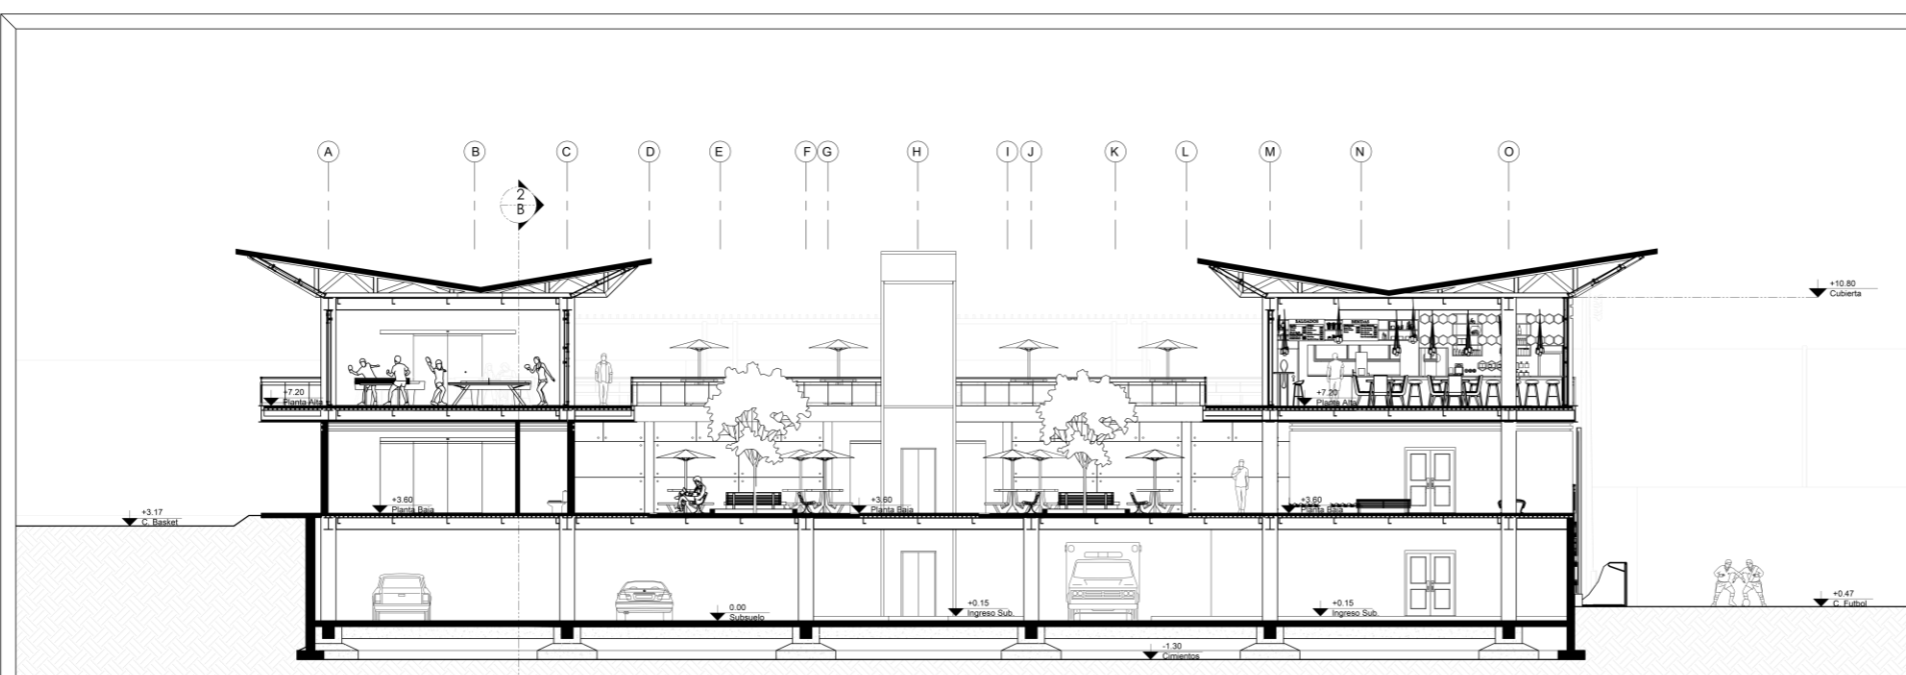 A B C D E F G H I J K L M N O
2
B
+10.80
Cubierta
SALGADOS BEBIDAS
+7.20
Planta Alta
+7.20
Planta Alta
+3.60
Planta Baja
+3.60
Planta Baja
+3.60
Planta Baja
+3.17
C. Basket
0.00
Subsuelo
+0.15
Ingreso Sub.
+0.15
Ingreso Sub.
+0.47
C. Futbol
-1.30
Cimientos